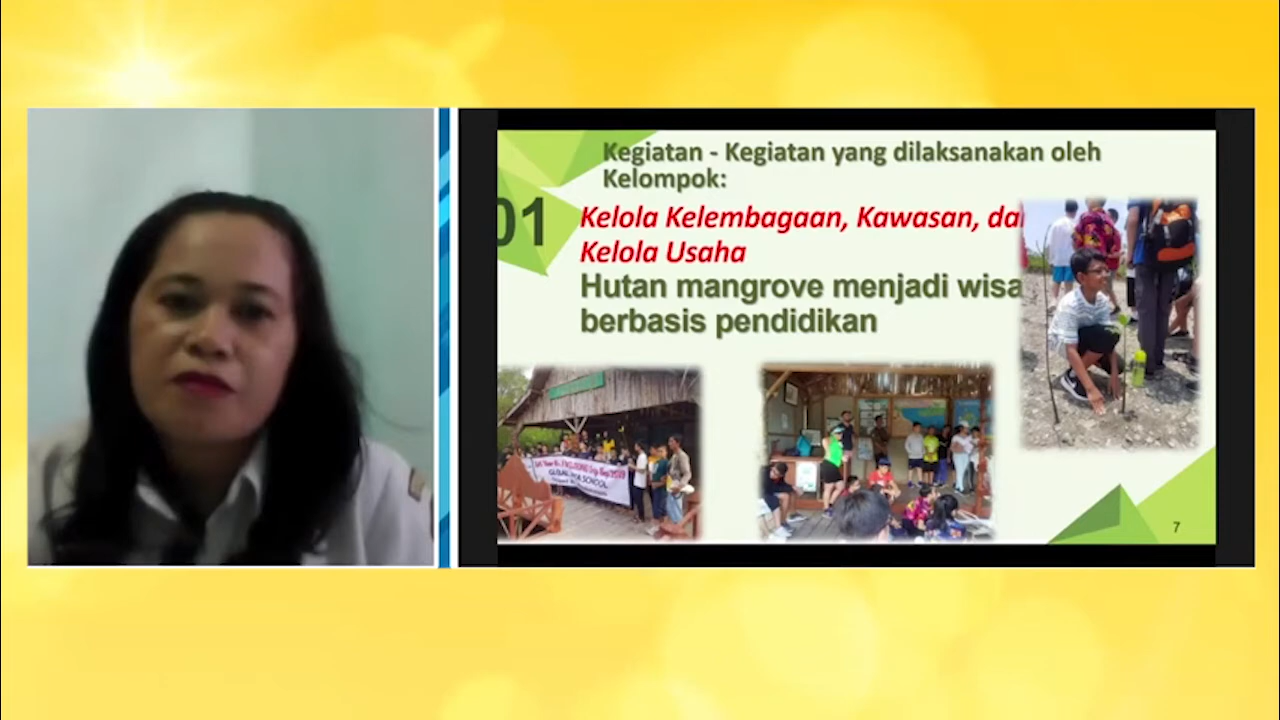 Kegiatan - Kegiatan yang dilaksanakan oleh
Kelompok:
01
Kelola Kelembagaan, Kawasan, da
Kelola Usaha
Hutan mangrove menjadi wisa
berbasis pendidikan
SCHOOL
7